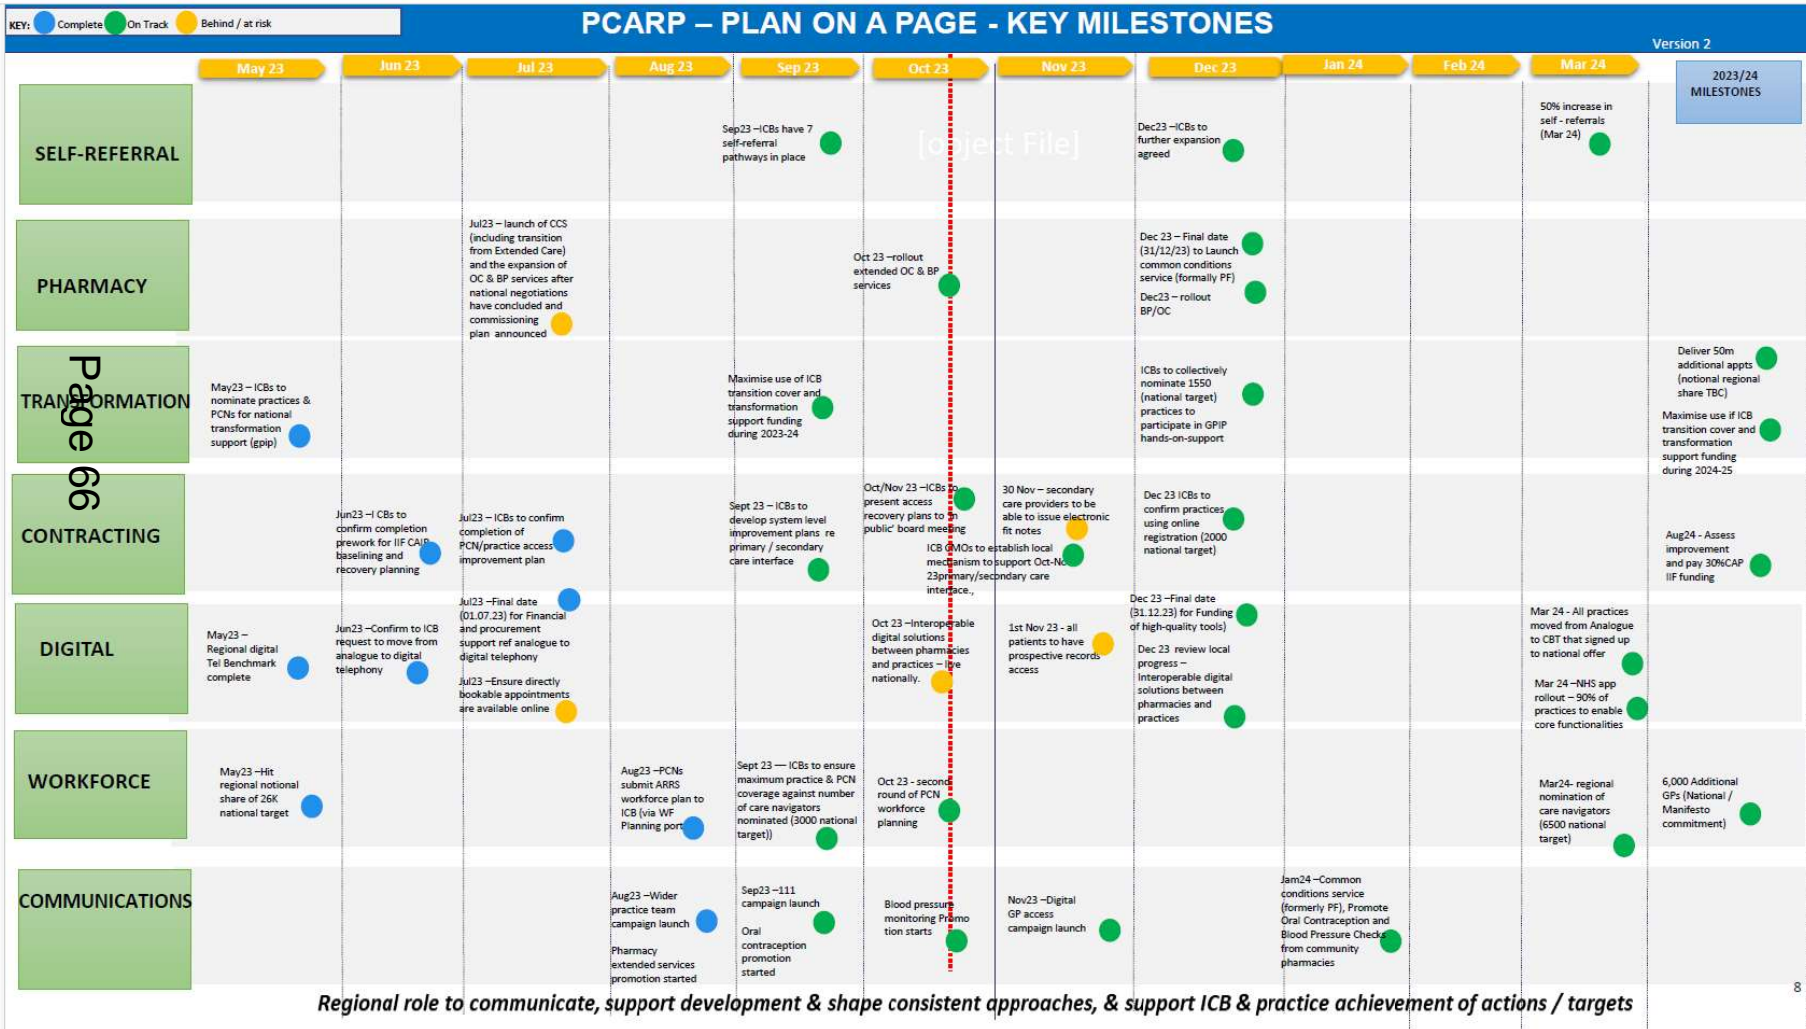 KEY: Complete On Track Behind / at risk
PCARP – PLAN ON A PAGE - KEY MILESTONES
Version 2
May 23
Jun 23
Jul 23
Aug 23
Sep 23
Oct 23
Nov 23
Dec 23
Jan 24
Feb 24
Mar 24
2023/24
MILESTONES
SELF-REFERRAL
Sep23 –ICBs have 7
self-referral
pathways in place
[object File]
Dec23 –ICBs to
further expansion
agreed
50% increase in
self - referrals
(Mar 24)
PHARMACY
Jul23 – launch of CCS
(including transition
from Extended Care)
and the expansion of
OC & BP services after
national negotiations
have concluded and
commissioning
plan announced
Oct 23 –rollout
extended OC & BP
services
Dec 23 – Final date
(31/12/23) to Launch
common conditions
service (formally PF)
Dec23 – rollout
BP/OC
Page 66
TRANSFORMATION
May23 – ICBs to
nominate practices &
PCNs for national
transformation
support (gpip)
Maximise use of ICB
transition cover and
transformation
support funding
during 2023-24
ICBs to collectively
nominate 1550
(national target)
practices to
participate in GPIP
hands-on-support
Deliver 50m
additional appts
(notional regional
share TBC)
Maximise use if ICB
transition cover and
transformation
support funding
during 2024-25
CONTRACTING
Jun23 –I CBs to
confirm completion
prework for IIF CAIP
baselining and
recovery planning
Jul23 – ICBs to confirm
completion of
PCN/practice access
improvement plan
Sept 23 – ICBs to
develop system level
improvement plans re
primary / secondary
care interface
Oct/Nov 23 –ICBs to
present access
recovery plans to 'in
public' board meeting
ICB CMOs to establish local
mechanism to support Oct-Nov
23primary/secondary care
interface.,
30 Nov – secondary
care providers to be
able to issue electronic
fit notes
Dec 23 ICBs to
confirm practices
using online
registration (2000
national target)
Aug24 - Assess
improvement
and pay 30%CAP
IIF funding
DIGITAL
May23 –
Regional digital
Tel Benchmark
complete
Jun23 –Confirm to ICB
request to move from
analogue to digital
telephony
Jul23 –Final date
(01.07.23) for Financial
and procurement
support ref analogue to
digital telephony
Jul23 –Ensure directly
bookable appointments
are available online
Oct 23 –Interoperable
digital solutions
between pharmacies
and practices – live
nationally.
1st Nov 23 - all
patients to have
prospective records
access
Dec 23 –Final date
(31.12.23) for Funding
of high-quality tools)
Dec 23 review local
progress –
Interoperable digital
solutions between
pharmacies and
practices
Mar 24 - All practices
moved from Analogue
to CBT that signed up
to national offer
Mar 24 –NHS app
rollout – 90% of
practices to enable
core functionalities
WORKFORCE
May23 –Hit
regional notional
share of 26K
national target
Aug23 –PCNs
submit ARRS
workforce plan to
ICB (via WF
Planning port
Sept 23 –– ICBs to ensure
maximum practice & PCN
coverage against number
of care navigators
nominated (3000 national
target))
Oct 23 - second
round of PCN
workforce
planning
Mar24- regional
nomination of
care navigators
(6500 national
target)
6,000 Additional
GPs (National /
Manifesto
commitment)
COMMUNICATIONS
Aug23 –Wider
practice team
campaign launch
Pharmacy
extended services
promotion started
Sep23 –111
campaign launch
Oral
contraception
promotion
started
Blood pressure
monitoring Promo
tion starts
Nov23 –Digital
GP access
campaign launch
Jam24 –Common
conditions service
(formerly PF), Promote
Oral Contraception and
Blood Pressure Checks
from community
pharmacies
8
Regional role to communicate, support development & shape consistent approaches, & support ICB & practice achievement of actions / targets